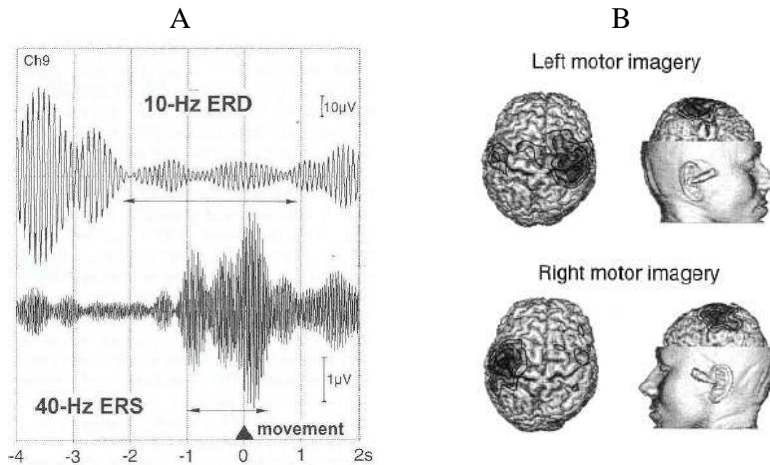 A
B
Ch9
10-Hz ERD
10µV
1µV
40-Hz ERS
movement
-4 -3 -2 -1 0 1 2s
Left motor imagery
Right motor imagery